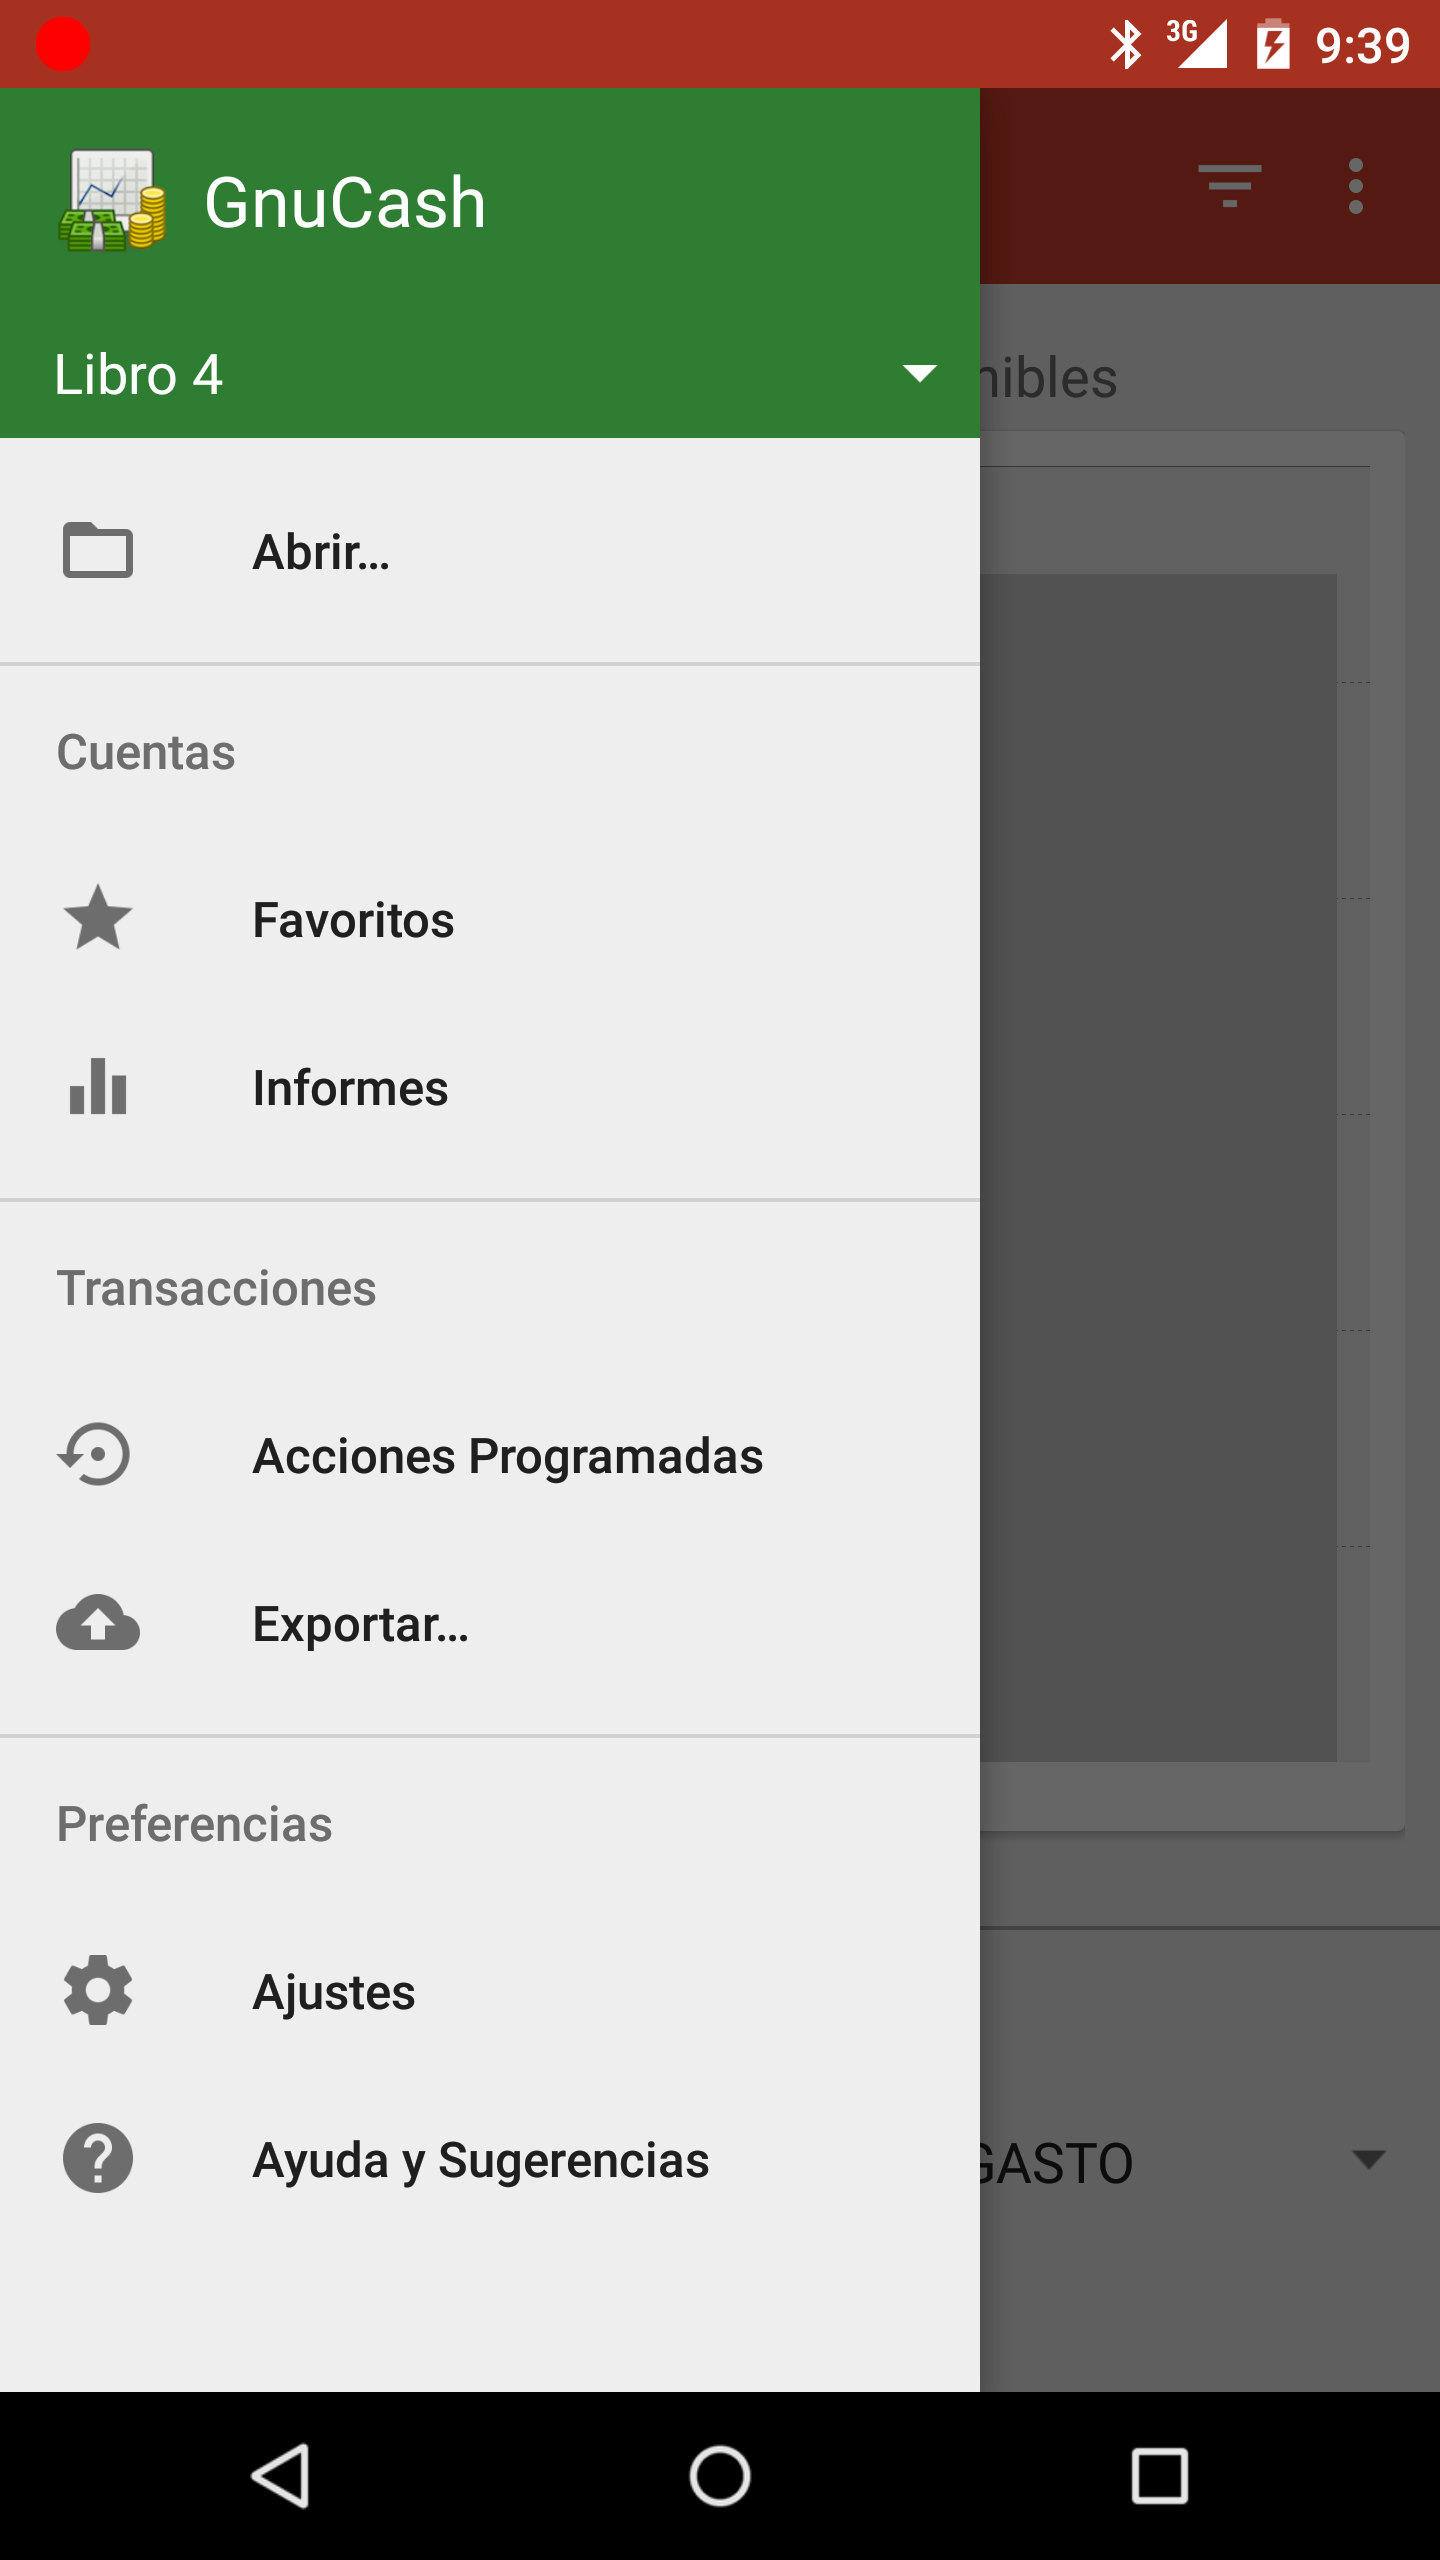 3G 9:39
GnuCash
Libro 4
nibles
Abrir...
Cuentas
Favoritos
Informes
Transacciones
Acciones Programadas
Exportar...
Preferencias
Ajustes
Ayuda y Sugerencias
GASTO